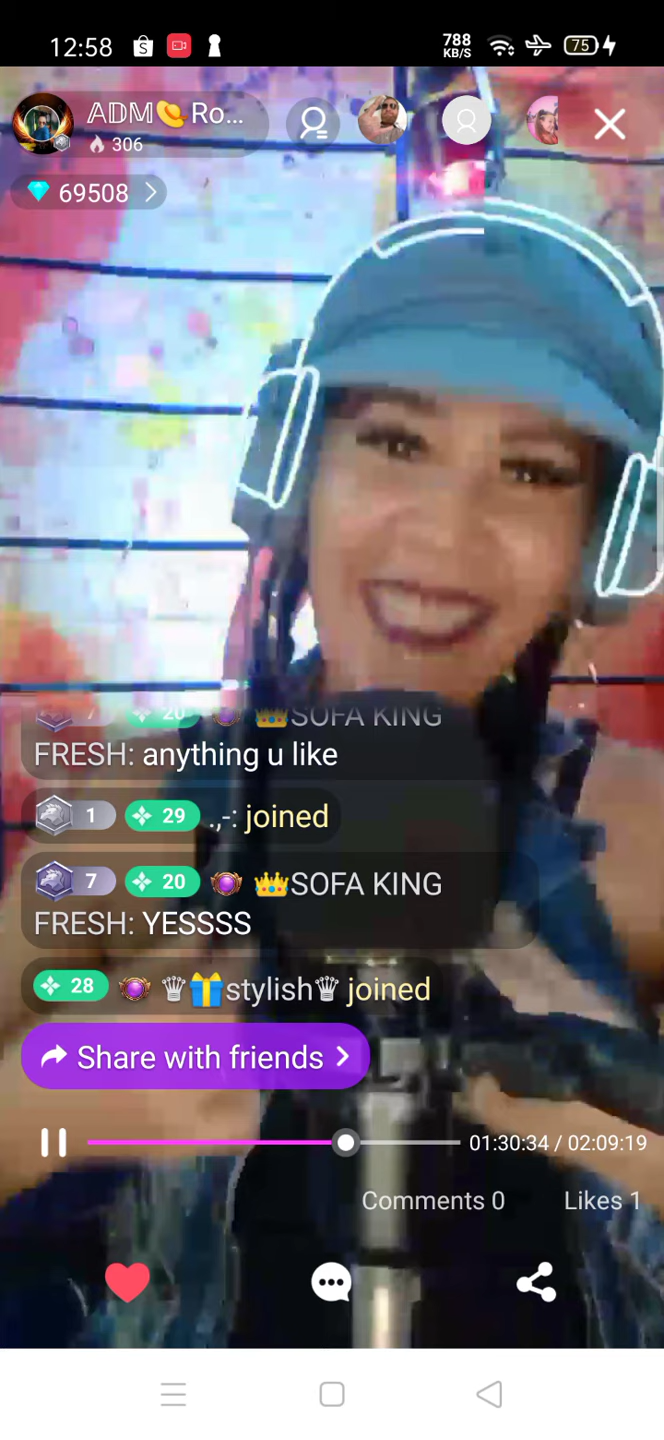 12:58
788
KB/S
75
𝔸𝔻𝕄👒Ro...
306
69508
7 20 👑SOFA KING
FRESH: anything u like
1 29 .,-: joined
7 20 👑SOFA KING
FRESH: YESSSS
28 ♛🎁stylish♛ joined
Share with friends
01:30:34 / 02:09:19
Comments 0 Likes 1